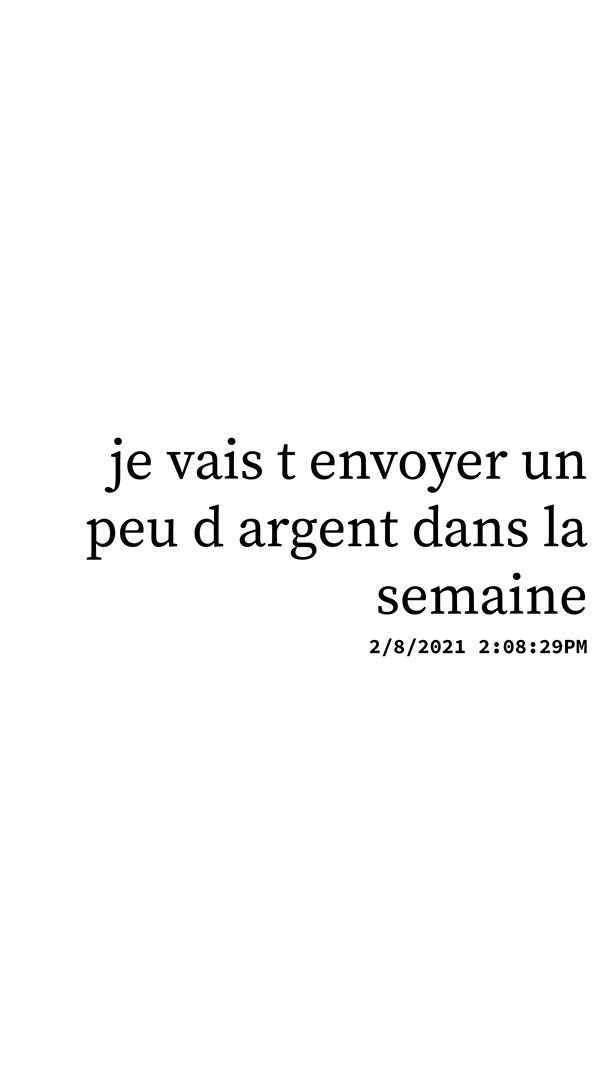 je vais t envoyer un
peu d argent dans la
semaine
2/8/2021 2:08:29PM